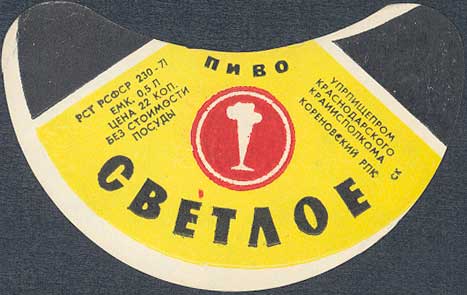 ПИВО
РСТ РСФСР 230-71
ЕМК. 0,5 Л
ЦЕНА 22 КОП.
БЕЗ СТОИМОСТИ
ПОСУДЫ
УПРПИЩЕПРОМ
КРАСНОДАРСКОГО
КРАЙИСПОЛКОМА
КОРЕНОВСКИЙ РПК
СВЕТЛОЕ